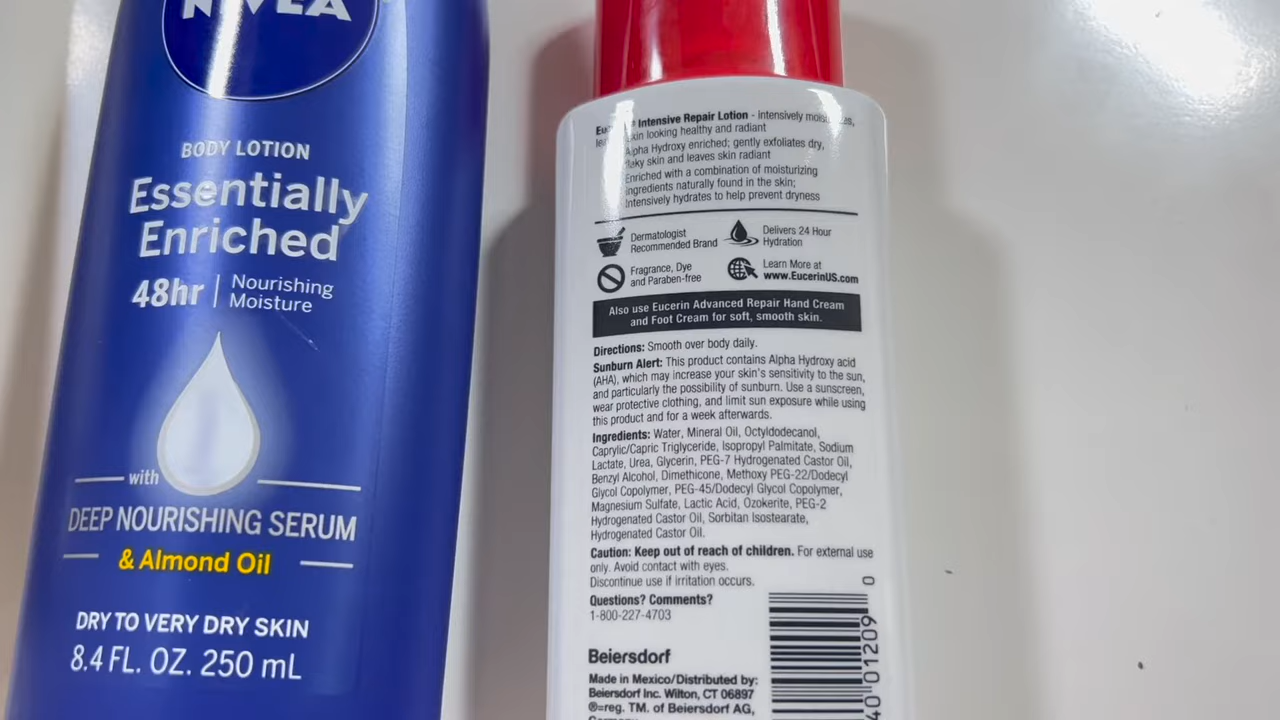 NIVEA
BODY LOTION
Essentially
Enriched
48hr | Nourishing
Moisture
with
DEEP NOURISHING SERUM
& Almond Oil
DRY TO VERY DRY SKIN
8.4 FL. OZ. 250 mL
Intensive Repair Lotion - Intensively
skin looking healthy and radiant
Alpha Hydroxy enriched; gently exfoliates dry,
flaky skin and leaves skin radiant
Enriched with a combination of moisturizing
ingredients naturally found in the skin;
Intensively hydrates to help prevent dryness
Dermatologist
Recommended Brand
Delivers 24 Hour
Hydration
Fragrance, Dye
and Paraben-free
Learn More at
www.EucerinUS.com
Also use Eucerin Advanced Repair Hand Cream
and Foot Cream for soft, smooth skin.
Directions: Smooth over body daily.
Sunburn Alert: This product contains Alpha Hydroxy acid
(AHA), which may increase your skin's sensitivity to the sun,
and particularly the possibility of sunburn. Use a sunscreen,
wear protective clothing, and limit sun exposure while using
this product and for a week afterwards.
Ingredients: Water, Mineral Oil, Octyldodecanol,
Caprylic/Capric Triglyceride, Isopropyl Palmitate, Sodium
Lactate, Urea, Glycerin, PEG-7 Hydrogenated Castor Oil,
Benzyl Alcohol, Dimethicone, Methoxy PEG-22/Dodecyl
Glycol Copolymer, PEG-45/Dodecyl Glycol Copolymer,
Magnesium Sulfate, Lactic Acid, Ozokerite, PEG-2
Hydrogenated Castor Oil, Sorbitan Isostearate,
Hydrogenated Castor Oil.
Caution: Keep out of reach of children. For external use
only. Avoid contact with eyes.
Discontinue use if irritation occurs.
Questions? Comments?
1-800-227-4703
Beiersdorf
Made in Mexico/Distributed by:
Beiersdorf Inc. Wilton, CT 06897
®=reg. TM. of Beiersdorf AG,
40 01209 0